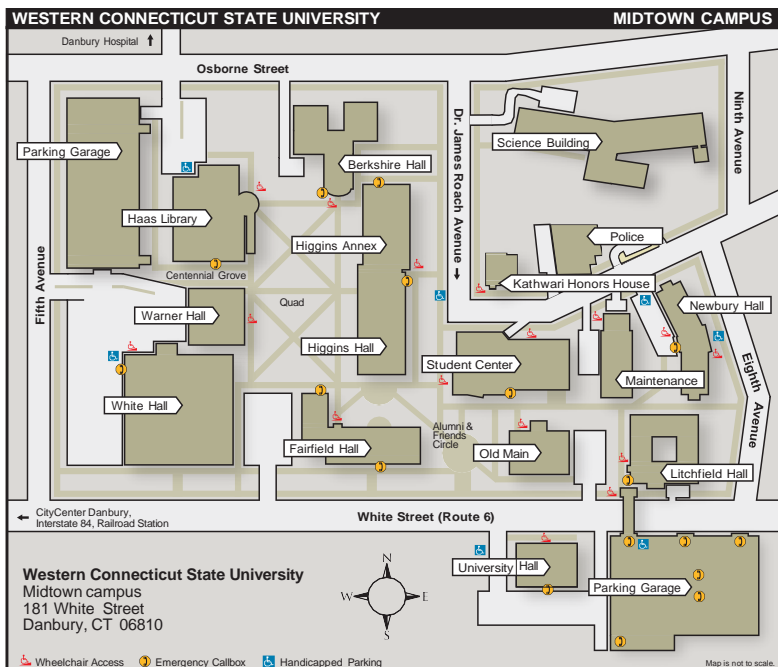 WESTERN CONNECTICUT STATE UNIVERSITY
MIDTOWN CAMPUS
Danbury Hospital
Osborne Street
Dr. James Roach Avenue
Ninth Avenue
Science Building
Parking Garage
Berkshire Hall
Haas Library
Police
Higgins Annex
Centennial Grove
Kathwari Honors House
Fifth Avenue
Quad
Newbury Hall
Warner Hall
Higgins Hall
Student Center
Maintenance
Eighth Avenue
White Hall
Alumni &
Friends
Circle
Fairfield Hall
Old Main
Litchfield Hall
CityCenter Danbury,
Interstate 84, Railroad Station
White Street (Route 6)
University Hall
Parking Garage
Western Connecticut State University
Midtown campus
181 White Street
Danbury, CT 06810
N
W
E
S
Wheelchair Access
Emergency Callbox
Handicapped Parking
Map is not to scale.